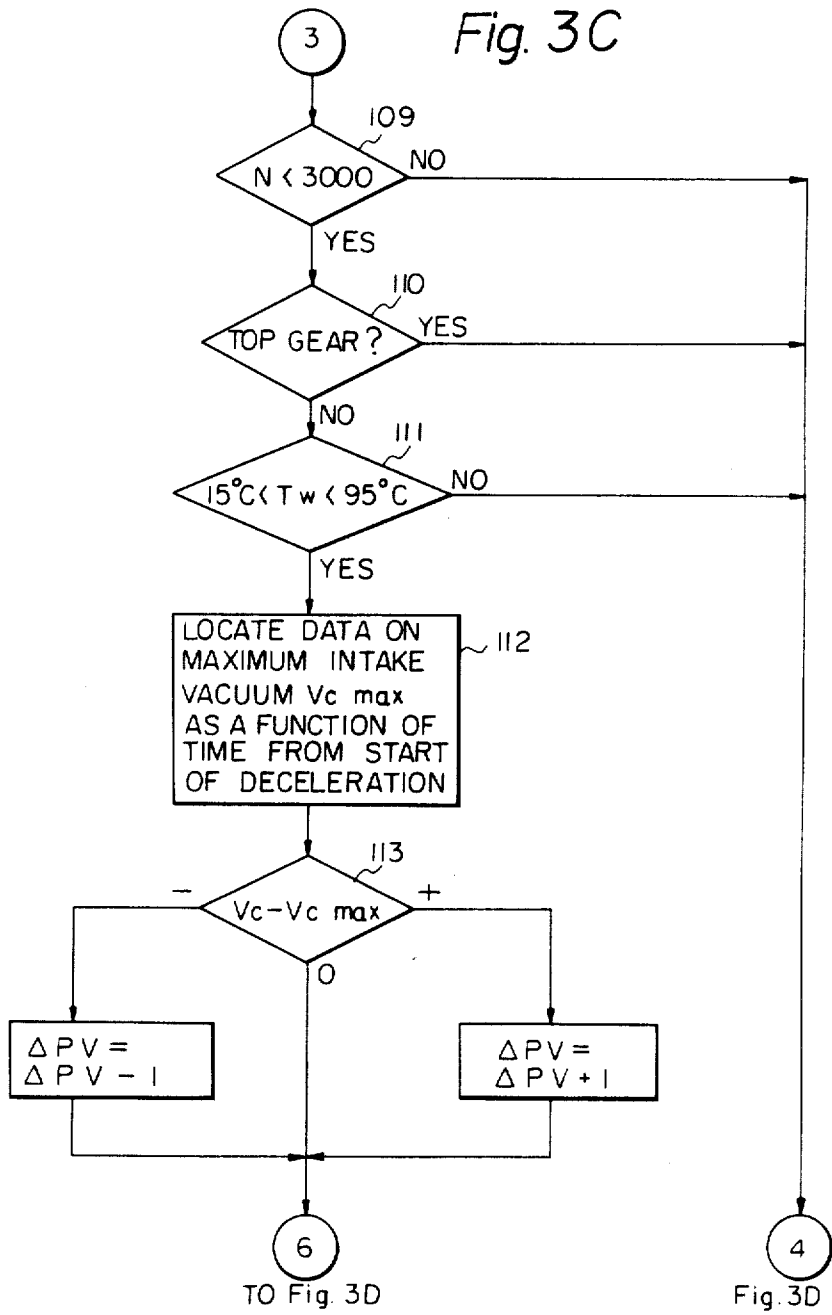 3
Fig. 3C
109
N < 3000
NO
YES
110
TOP GEAR?
YES
NO
111
15°C < Tw < 95°C
NO
YES
LOCATE DATA ON
MAXIMUM INTAKE
VACUUM Vc max
AS A FUNCTION OF
TIME FROM START
OF DECELERATION
112
113
−
Vc−Vc max
+
0
ΔPV =
ΔPV − 1
ΔPV =
ΔPV + 1
6
TO Fig. 3D
4
Fig. 3D